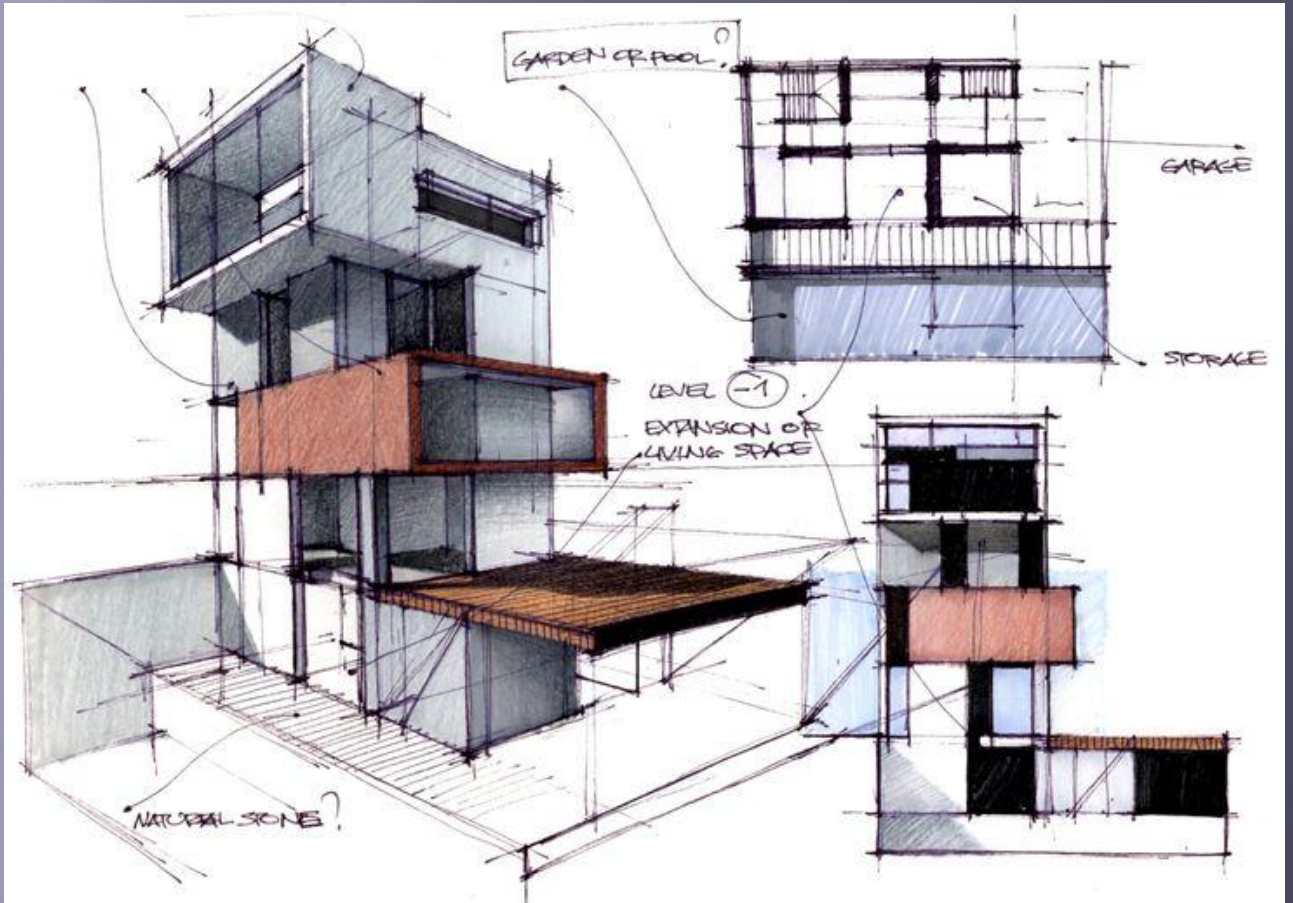 GARDEN OR POOL?
GARAGE
STORAGE
LEVEL -1
EXPANSION OF
LIVING SPACE
NATURAL STONE?